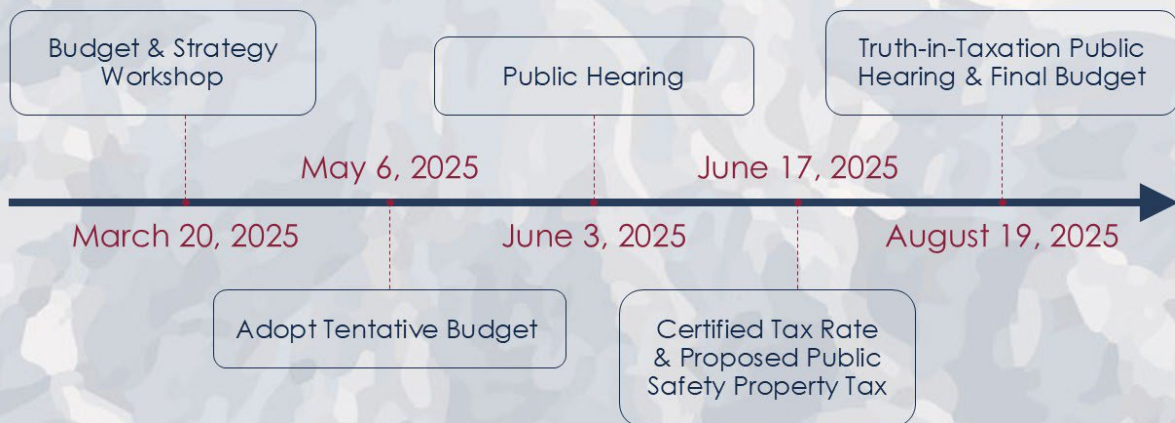 Budget & Strategy
Workshop
Public Hearing
Truth-in-Taxation Public
Hearing & Final Budget
May 6, 2025
June 17, 2025
March 20, 2025
June 3, 2025
August 19, 2025
Adopt Tentative Budget
Certified Tax Rate
& Proposed Public
Safety Property Tax